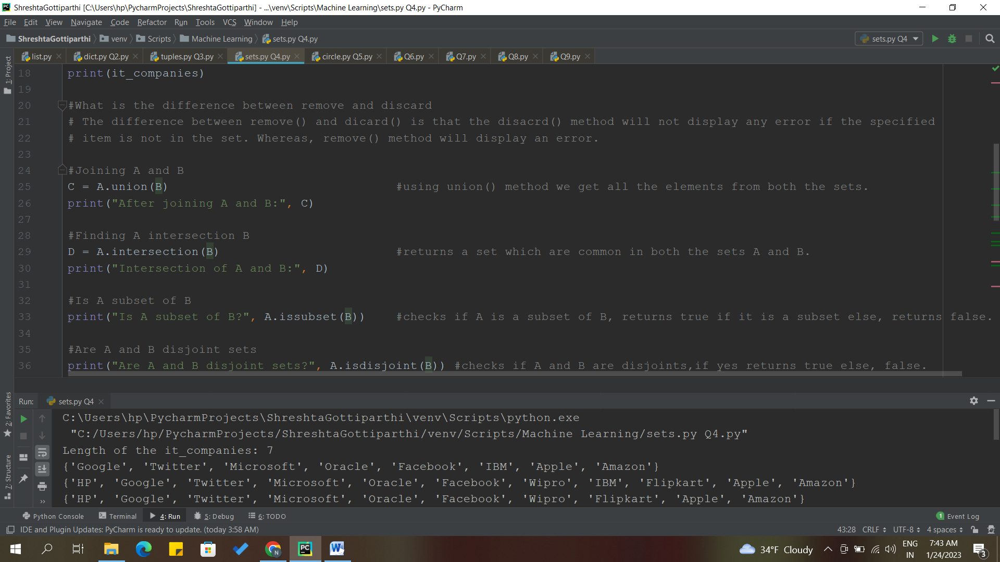 ShreshtaGottiparthi [C:\Users\hp\PycharmProjects\ShreshtaGottiparthi] - ...\venv\Scripts\Machine Learning\sets.py Q4.py - PyCharm
File Edit View Navigate Code Refactor Run Tools VCS Window Help
ShreshtaGottiparthi venv Scripts Machine Learning sets.py Q4.py
sets.py Q4
list.py dict.py Q2.py tuples.py Q3.py sets.py Q4.py circle.py Q5.py Q6.py Q7.py Q8.py Q9.py
1: Project
18 print(it_companies)
19
20 #What is the difference between remove and discard
21 # The difference between remove() and dicard() is that the disacrd() method will not display any error if the specified
22 # item is not in the set. Whereas, remove() method will display an error.
23
24 #Joining A and B
25 C = A.union(B) #using union() method we get all the elements from both the sets.
26 print("After joining A and B:", C)
27
28 #Finding A intersection B
29 D = A.intersection(B) #returns a set which are common in both the sets A and B.
30 print("Intersection of A and B:", D)
31
32 #Is A subset of B
33 print("Is A subset of B?", A.issubset(B)) #checks if A is a subset of B, returns true if it is a subset else, returns false.
34
35 #Are A and B disjoint sets
36 print("Are A and B disjoint sets?", A.isdisjoint(B)) #checks if A and B are disjoints,if yes returns true else, false.
2: Favorites
7: Structure
Run: sets.py Q4
C:\Users\hp\PycharmProjects\ShreshtaGottiparthi\venv\Scripts\python.exe
"C:/Users/hp/PycharmProjects/ShreshtaGottiparthi/venv/Scripts/Machine Learning/sets.py Q4.py"
Length of the it_companies: 7
{'Google', 'Twitter', 'Microsoft', 'Oracle', 'Facebook', 'IBM', 'Apple', 'Amazon'}
{'HP', 'Google', 'Twitter', 'Microsoft', 'Oracle', 'Facebook', 'Wipro', 'IBM', 'Flipkart', 'Apple', 'Amazon'}
{'HP', 'Google', 'Twitter', 'Microsoft', 'Oracle', 'Facebook', 'Wipro', 'Flipkart', 'Apple', 'Amazon'}
Python Console Terminal 4: Run 5: Debug 6: TODO 1 Event Log
IDE and Plugin Updates: PyCharm is ready to update. (today 3:58 AM) 43:28 CRLF UTF-8 4 spaces
34°F Cloudy
ENG
IN
7:43 AM
1/24/2023
3